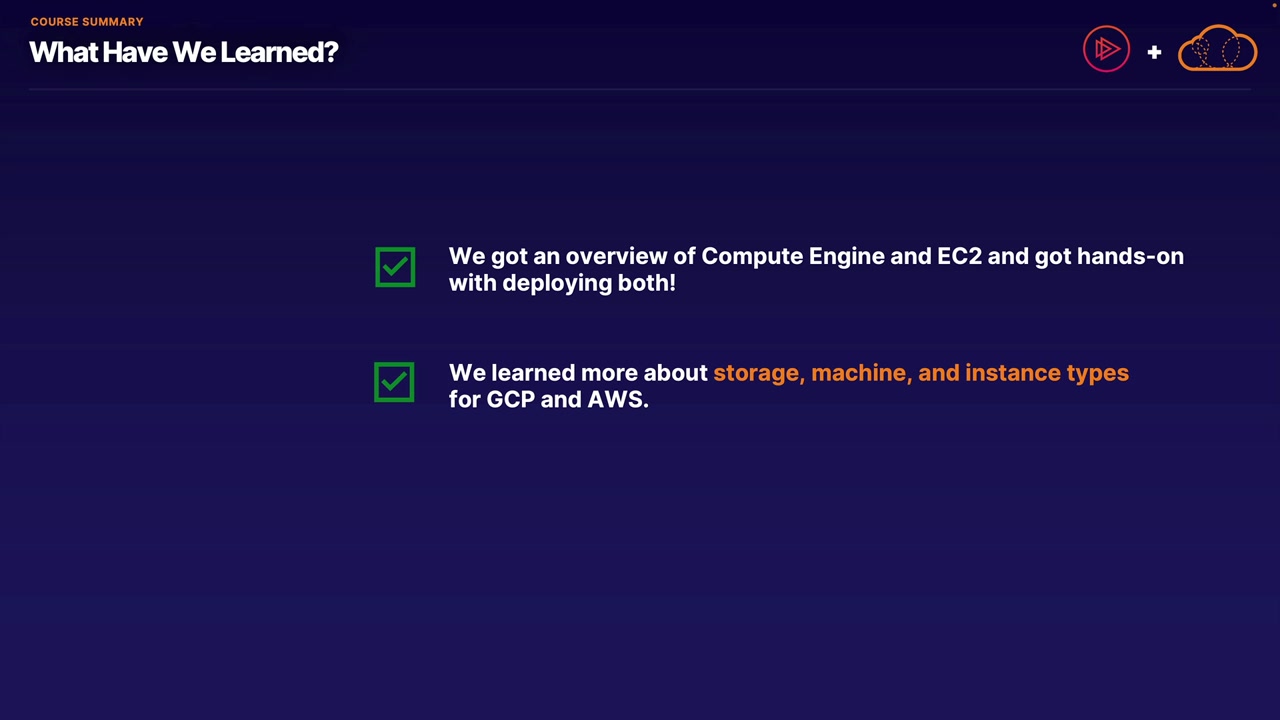 COURSE SUMMARY
What Have We Learned?
+
We got an overview of Compute Engine and EC2 and got hands-on
with deploying both!
We learned more about storage, machine, and instance types
for GCP and AWS.